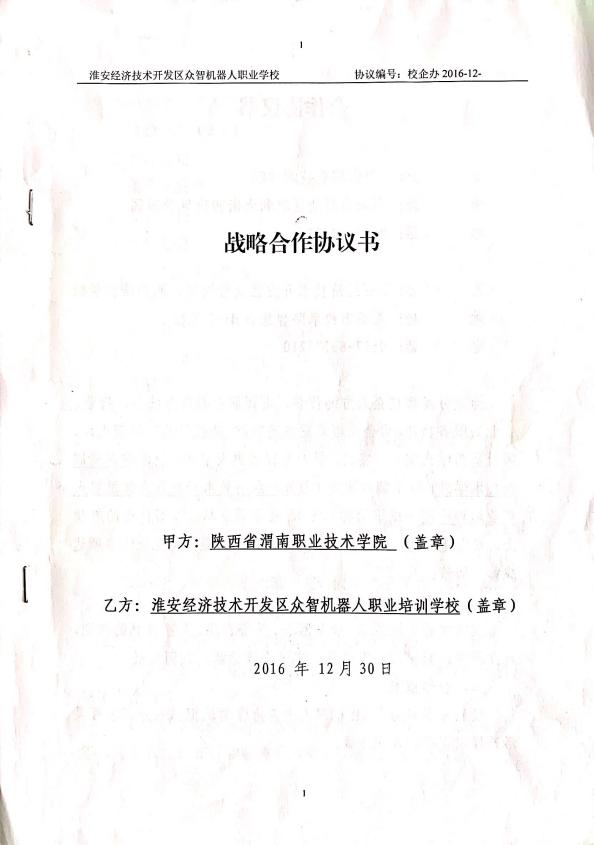 1
淮安经济技术开发区众智机器人职业学校 协议编号：校企办 2016-12-
战略合作协议书
甲方：陕西省渭南职业技术学院 （盖章）
乙方：淮安经济技术开发区众智机器人职业培训学校（盖章）
2016 年 12 月 30 日
1